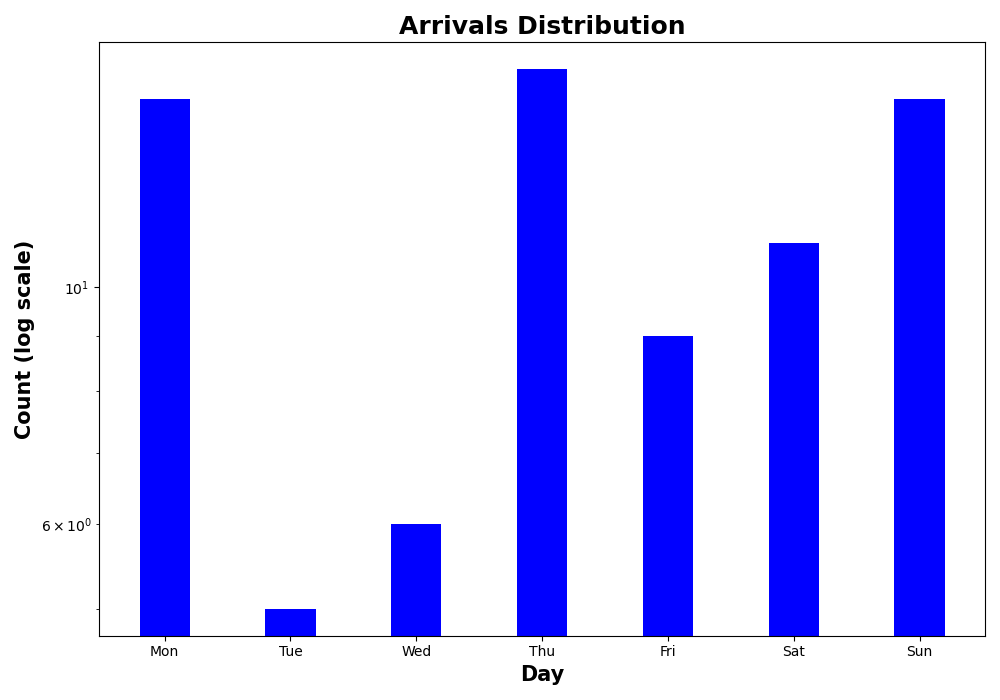 Arrivals Distribution
Count (log scale)
10¹
6 × 10⁰
Mon Tue Wed Thu Fri Sat Sun
Day